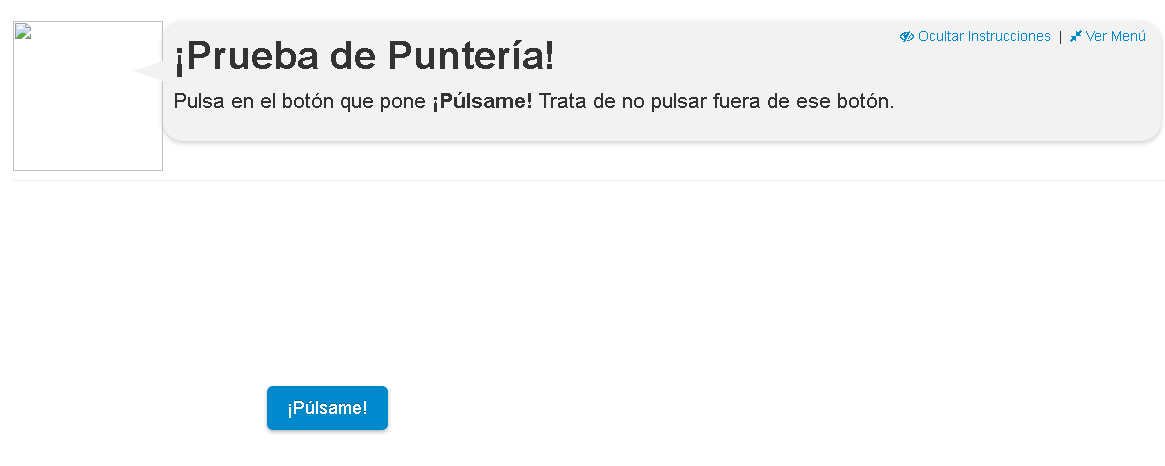 Ocultar Instrucciones | Ver Menú
¡Prueba de Puntería!
Pulsa en el botón que pone ¡Púlsame! Trata de no pulsar fuera de ese botón.
¡Púlsame!